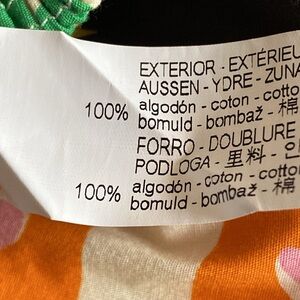 EXTERIOR - EXTÉRIEU
AUSSEN - YDRE - ZUNA
100% algodón - coton - cotto
bomuld - bombaž - 棉
FORRO - DOUBLURE
PODLOGA - 里料 -
100% algodón - coton - cotto
bomuld - bombaž - 棉